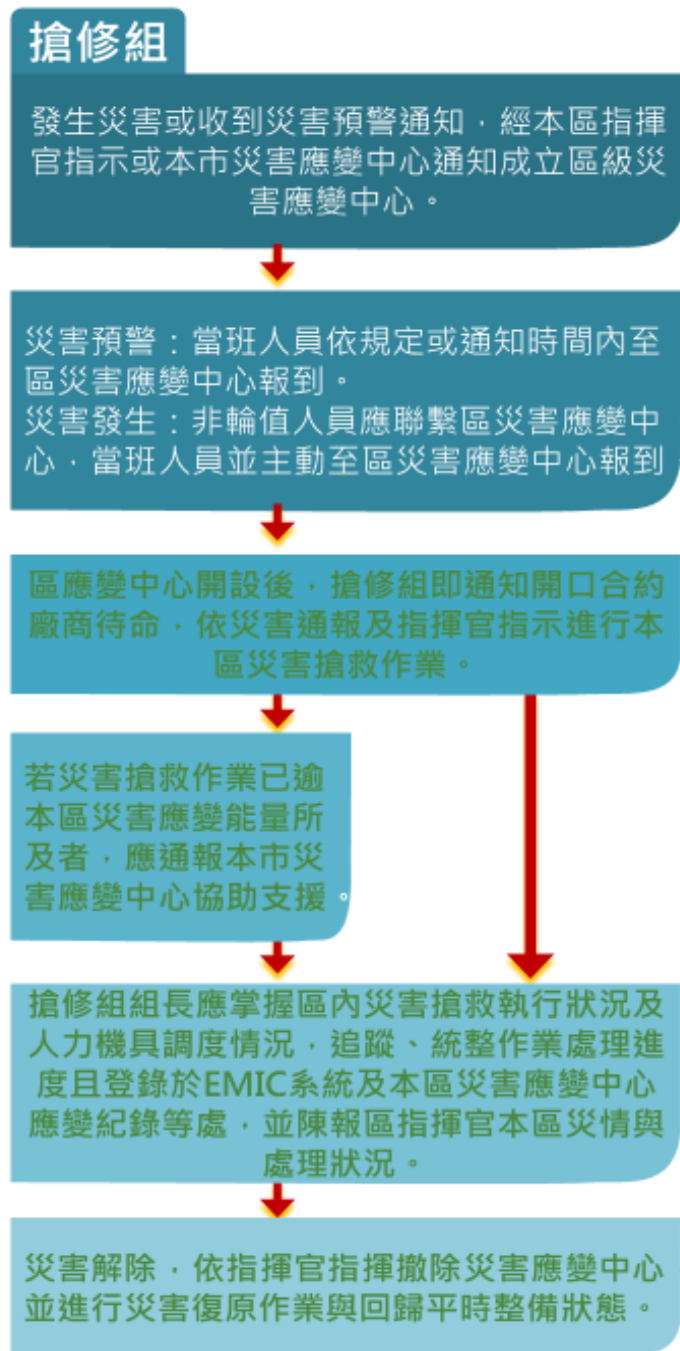 搶修組
發生災害或收到災害預警通知，經本區指揮
官指示或本市災害應變中心通知成立區級災
害應變中心。
災害預警：當班人員依規定或通知時間內至
區災害應變中心報到。
災害發生：非輪值人員應聯繫區災害應變中
心，當班人員並主動至區災害應變中心報到。
區應變中心開設後，搶修組即通知開口合約
廠商待命，依災害通報及指揮官指示進行本
區災害搶救作業。
若災害搶救作業已逾
本區災害應變能量所
及者，應通報本市災
害應變中心協助支援。
搶修組組長應掌握區內災害搶救執行狀況及
人力機具調度情況，追蹤、統整作業處理進
度且登錄於EMIC系統及本區災害應變中心
應變紀錄等處，並陳報區指揮官本區災情與
處理狀況。
災害解除，依指揮官指揮撤除災害應變中心
並進行災害復原作業與回歸平時整備狀態。